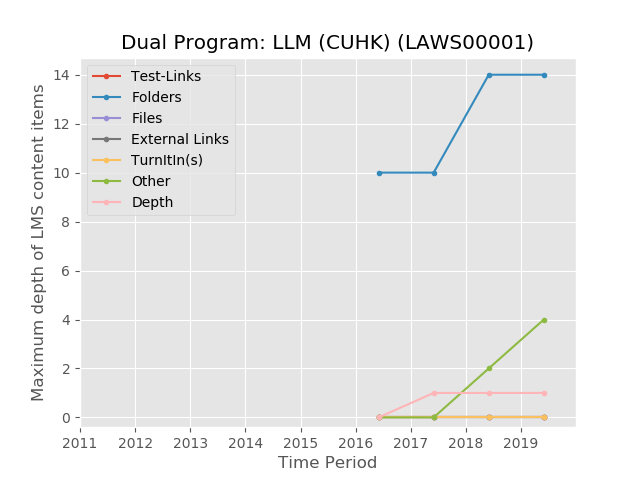 Dual Program: LLM (CUHK) (LAWS00001)
Test-Links
Folders
Files
External Links
TurnItIn(s)
Other
Depth
Maximum depth of LMS content items
14
12
10
8
6
4
2
0
2011 2012 2013 2014 2015 2016 2017 2018 2019
Time Period